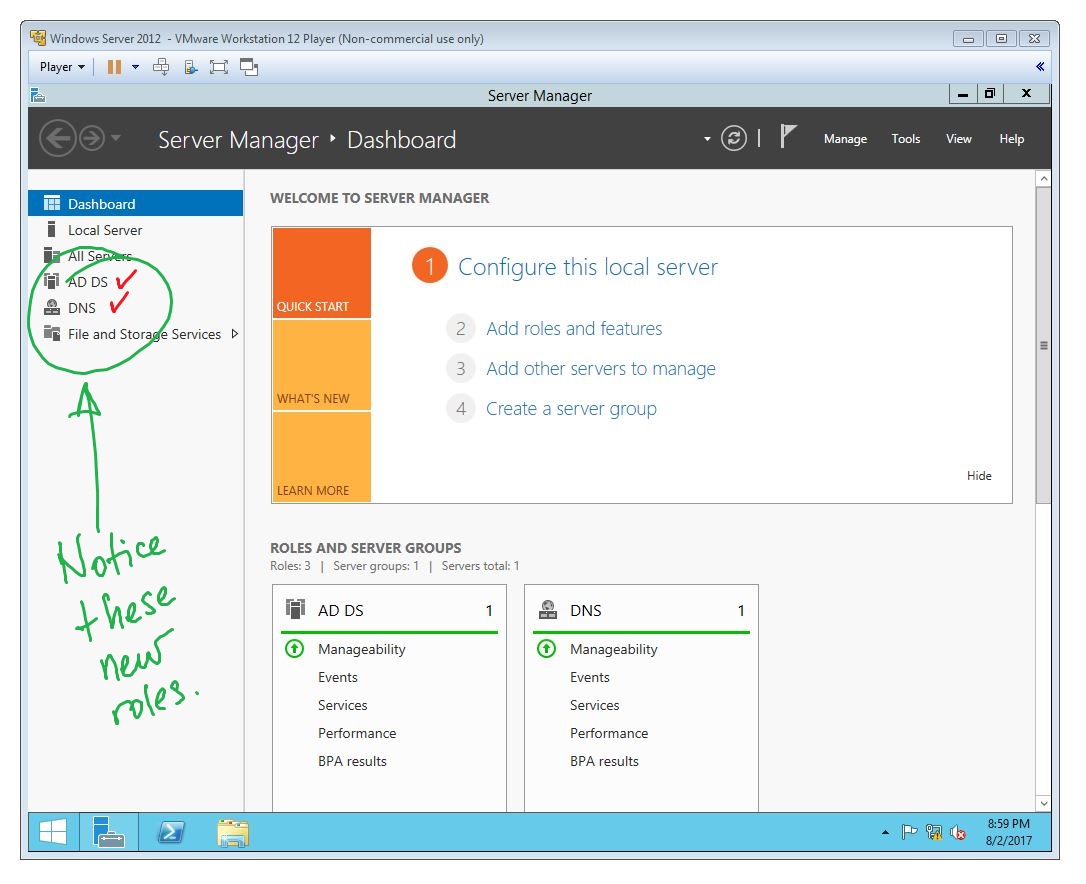 Windows Server 2012 - VMware Workstation 12 Player (Non-commercial use only)
Player
Server Manager
Server Manager Dashboard
Manage Tools View Help
Dashboard
Local Server
All Servers
AD DS
DNS
File and Storage Services
Notice
these
new
roles.
WELCOME TO SERVER MANAGER
QUICK START
WHAT'S NEW
LEARN MORE
1 Configure this local server
2 Add roles and features
3 Add other servers to manage
4 Create a server group
Hide
ROLES AND SERVER GROUPS
Roles: 3 | Server groups: 1 | Servers total: 1
AD DS 1
Manageability
Events
Services
Performance
BPA results
DNS 1
Manageability
Events
Services
Performance
BPA results
8:59 PM
8/2/2017